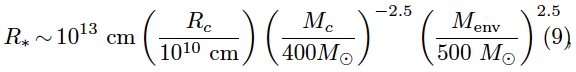 R_* ∼ 10^{13} cm (R_c / 10^{10} cm) (M_c / 400M_⊙)^{-2.5} (M_env / 500 M_⊙)^{2.5} (9),